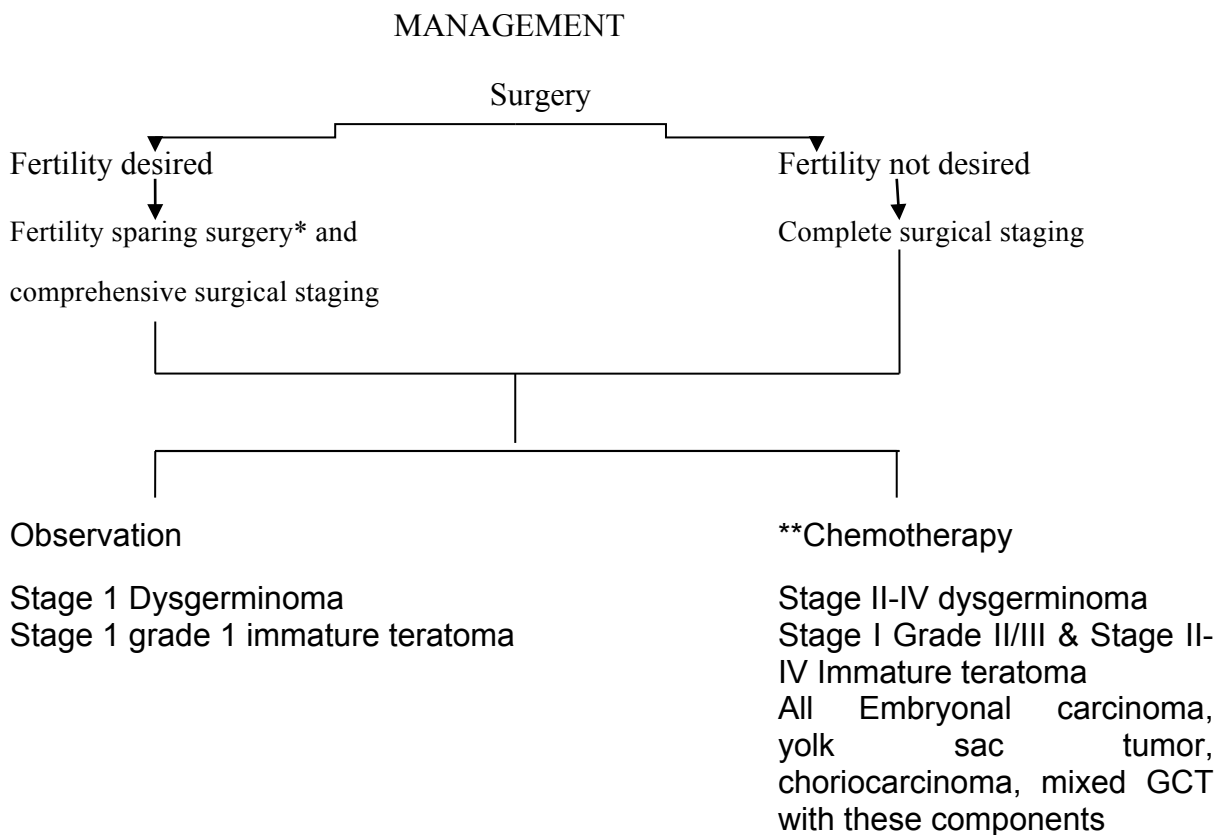 MANAGEMENT
Surgery
Fertility desired
Fertility not desired
Fertility sparing surgery* and
comprehensive surgical staging
Complete surgical staging
Observation
Stage 1 Dysgerminoma
Stage 1 grade 1 immature teratoma
**Chemotherapy
Stage II-IV dysgerminoma
Stage I Grade II/III & Stage II-
IV Immature teratoma
All Embryonal carcinoma,
yolk sac tumor,
choriocarcinoma, mixed GCT
with these components